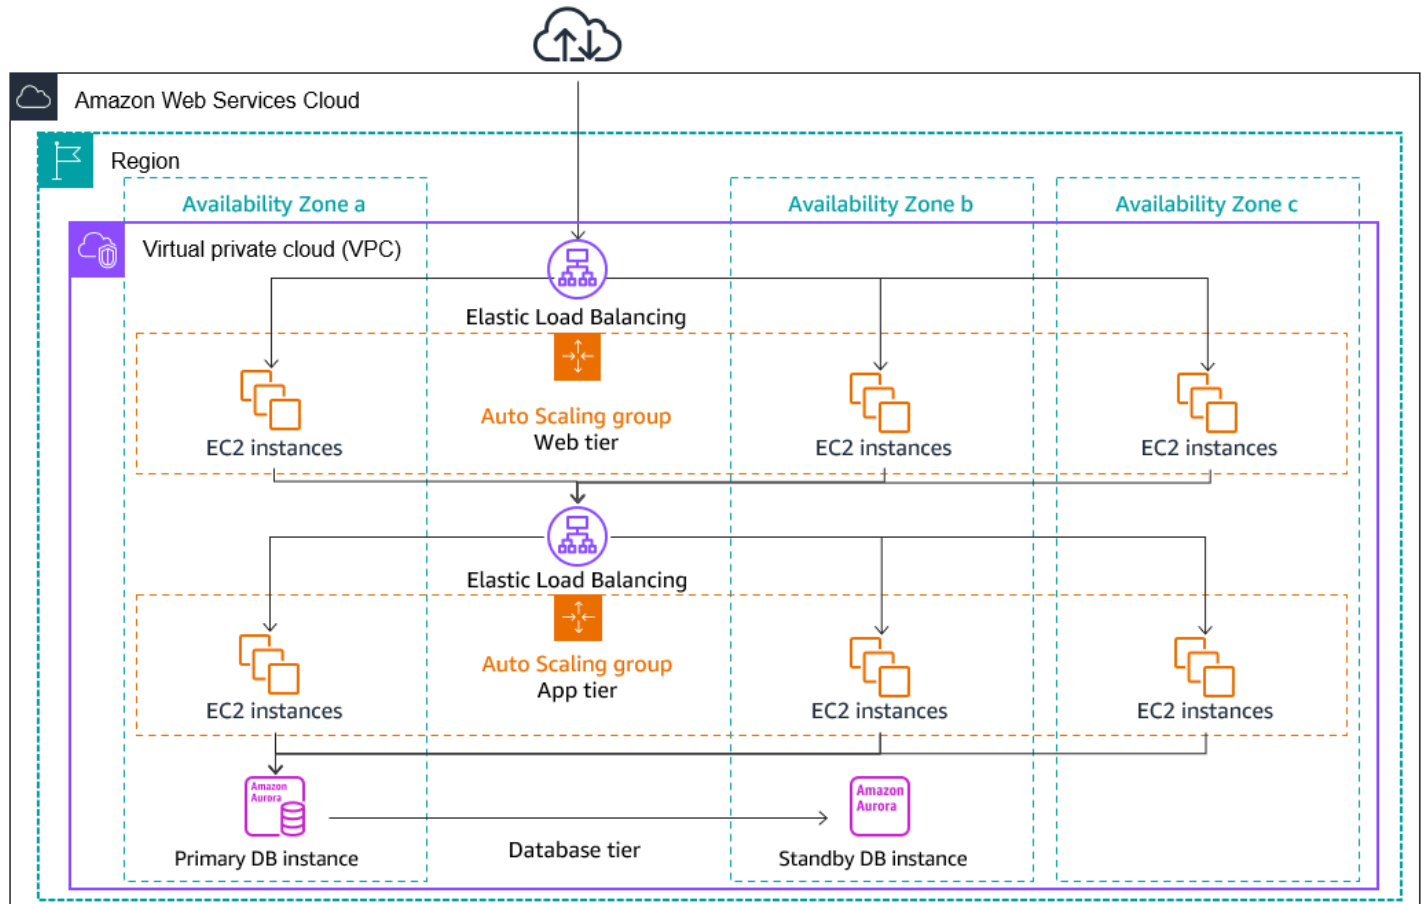 Amazon Web Services Cloud
Region
Availability Zone a
Availability Zone b
Availability Zone c
Virtual private cloud (VPC)
Elastic Load Balancing
Auto Scaling group
Web tier
EC2 instances
EC2 instances
EC2 instances
Elastic Load Balancing
Auto Scaling group
App tier
EC2 instances
EC2 instances
EC2 instances
Amazon
Aurora
Primary DB instance
Database tier
Amazon
Aurora
Standby DB instance